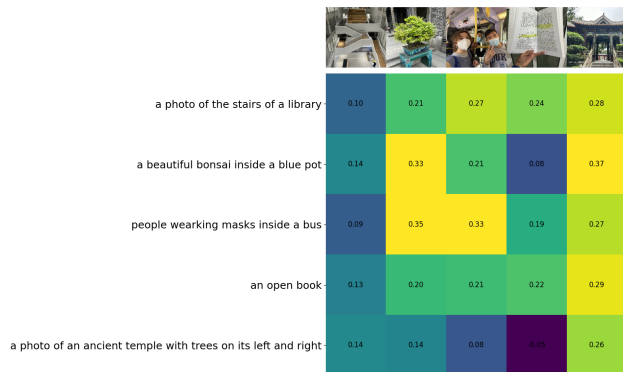 a photo of the stairs of a library 0.10 0.21 0.27 0.24 0.28
a beautiful bonsai inside a blue pot 0.14 0.33 0.21 0.08 0.37
people wearking masks inside a bus 0.09 0.35 0.33 0.19 0.27
an open book 0.13 0.20 0.21 0.22 0.29
a photo of an ancient temple with trees on its left and right 0.14 0.14 0.08 0.26